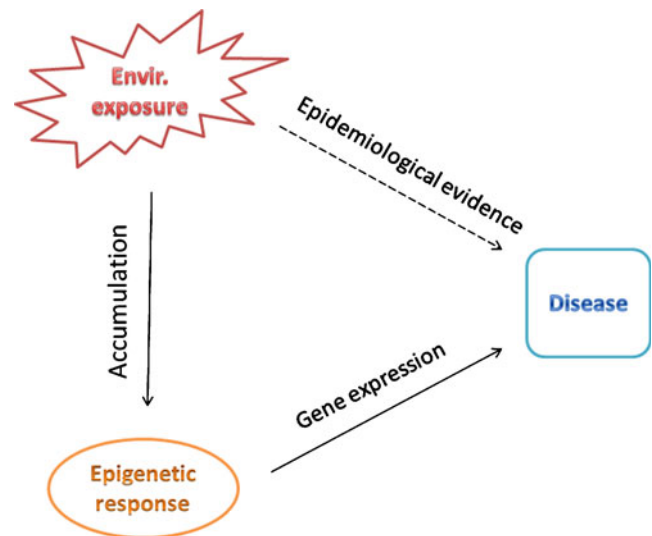 Envir.
exposure
Epidemiological evidence
Accumulation
Disease
Gene expression
Epigenetic
response